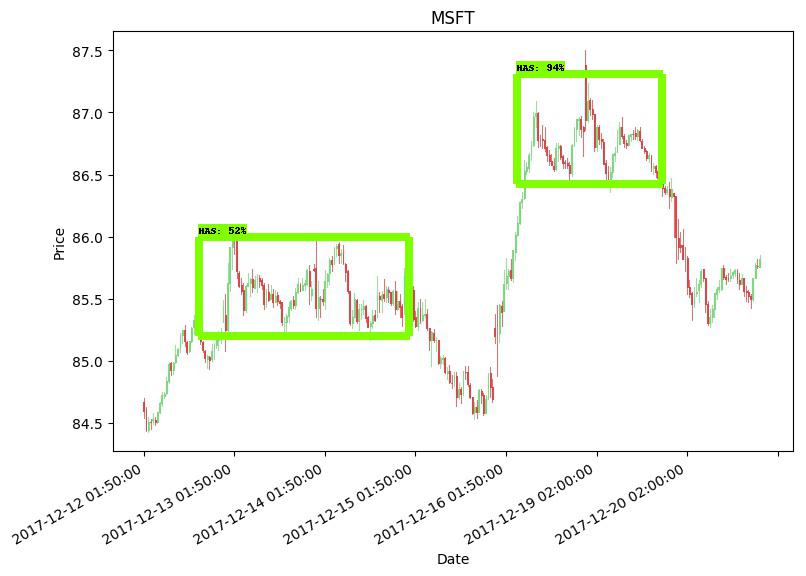 MSFT
87.5
HAS: 94%
87.0
86.5
HAS: 52%
86.0
Price
85.5
85.0
84.5
2017-12-12 01:50:00
2017-12-13 01:50:00
2017-12-14 01:50:00
2017-12-15 01:50:00
2017-12-16 01:50:00
2017-12-19 02:00:00
2017-12-20 02:00:00
Date